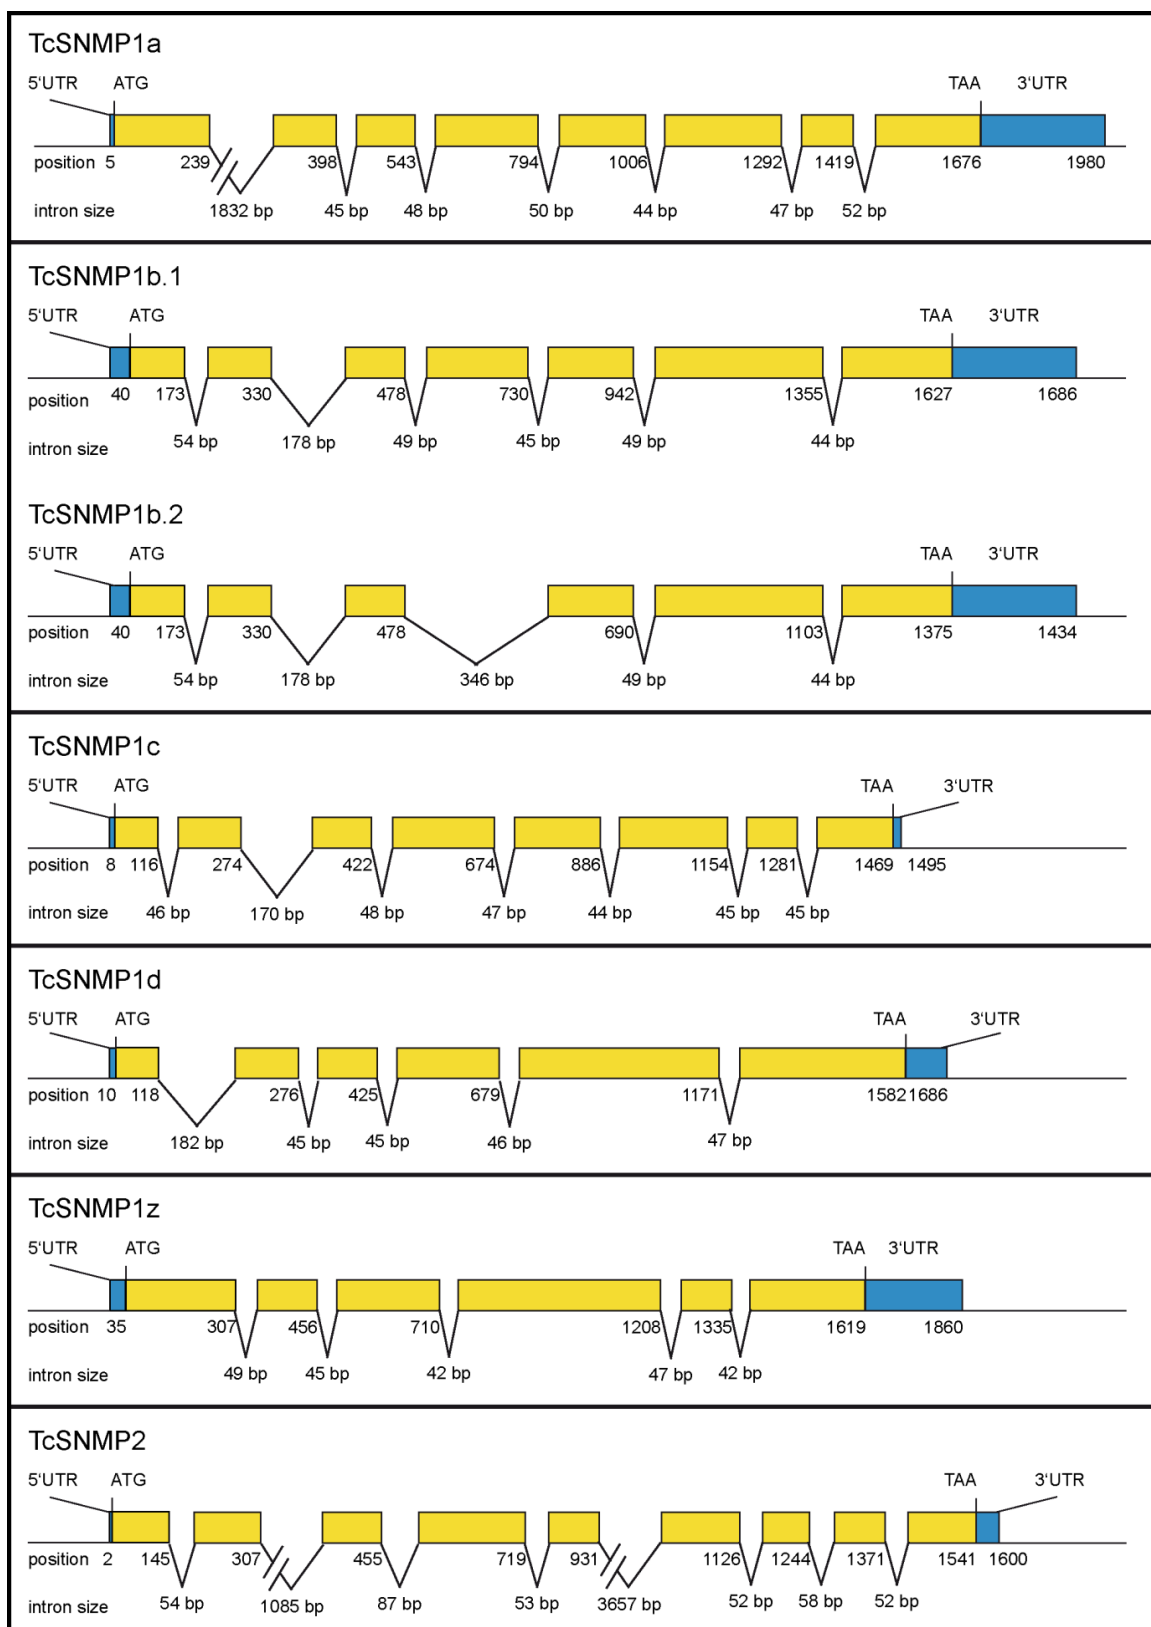 TcSNMP1a
5‘UTR ATG TAA 3‘UTR
position 5 239 398 543 794 1006 1292 1419 1676 1980
intron size 1832 bp 45 bp 48 bp 50 bp 44 bp 47 bp 52 bp
TcSNMP1b.1
5‘UTR ATG TAA 3‘UTR
position 40 173 330 478 730 942 1355 1627 1686
intron size 54 bp 178 bp 49 bp 45 bp 49 bp 44 bp
TcSNMP1b.2
5‘UTR ATG TAA 3‘UTR
position 40 173 330 478 690 1103 1375 1434
intron size 54 bp 178 bp 346 bp 49 bp 44 bp
TcSNMP1c
5‘UTR ATG TAA 3‘UTR
position 8 116 274 422 674 886 1154 1281 1469 1495
intron size 46 bp 170 bp 48 bp 47 bp 44 bp 45 bp 45 bp
TcSNMP1d
5‘UTR ATG TAA 3‘UTR
position 10 118 276 425 679 1171 1582 1686
intron size 182 bp 45 bp 45 bp 46 bp 47 bp
TcSNMP1z
5‘UTR ATG TAA 3‘UTR
position 35 307 456 710 1208 1335 1619 1860
intron size 49 bp 45 bp 42 bp 47 bp 42 bp
TcSNMP2
5‘UTR ATG TAA 3‘UTR
position 2 145 307 455 719 931 1126 1244 1371 1541 1600
intron size 54 bp 1085 bp 87 bp 53 bp 3657 bp 52 bp 58 bp 52 bp